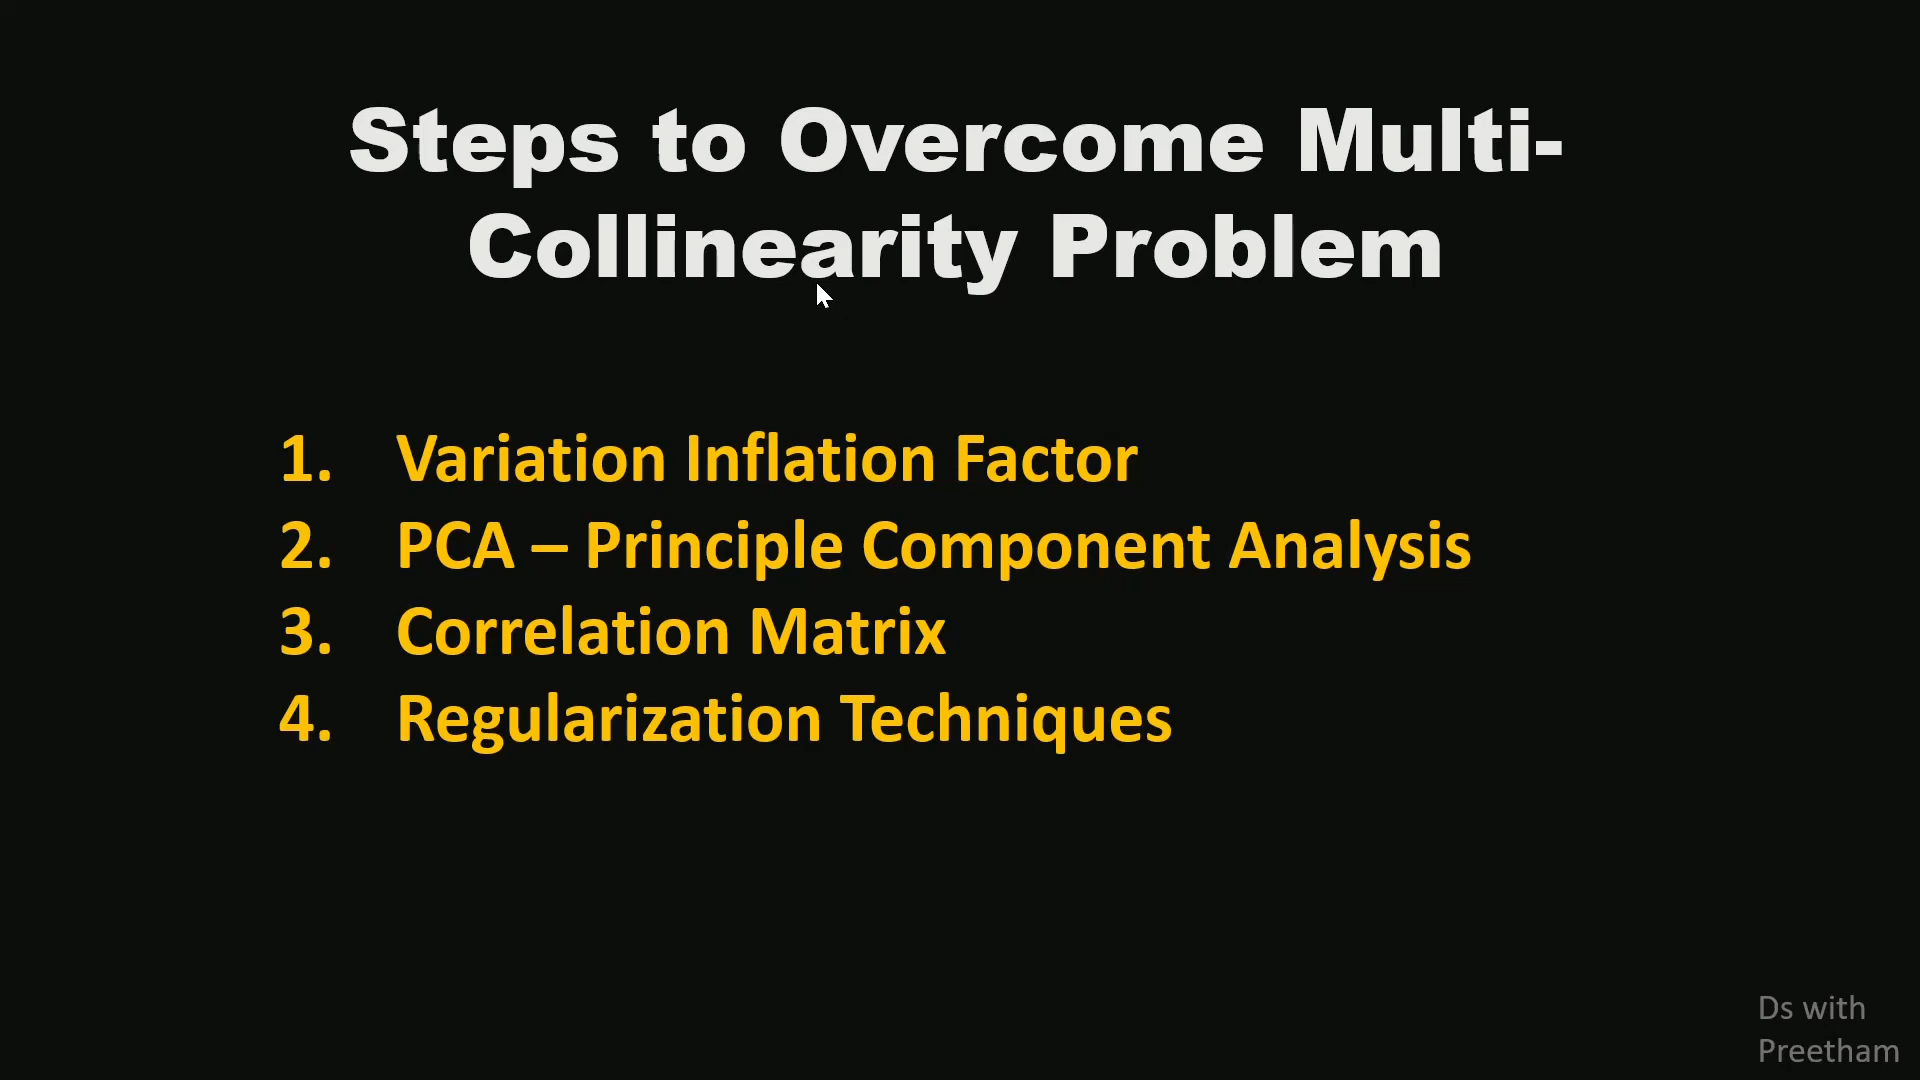 Steps to Overcome Multi-
Collinearity Problem
1. Variation Inflation Factor
2. PCA – Principle Component Analysis
3. Correlation Matrix
4. Regularization Techniques
Ds with
Preetham